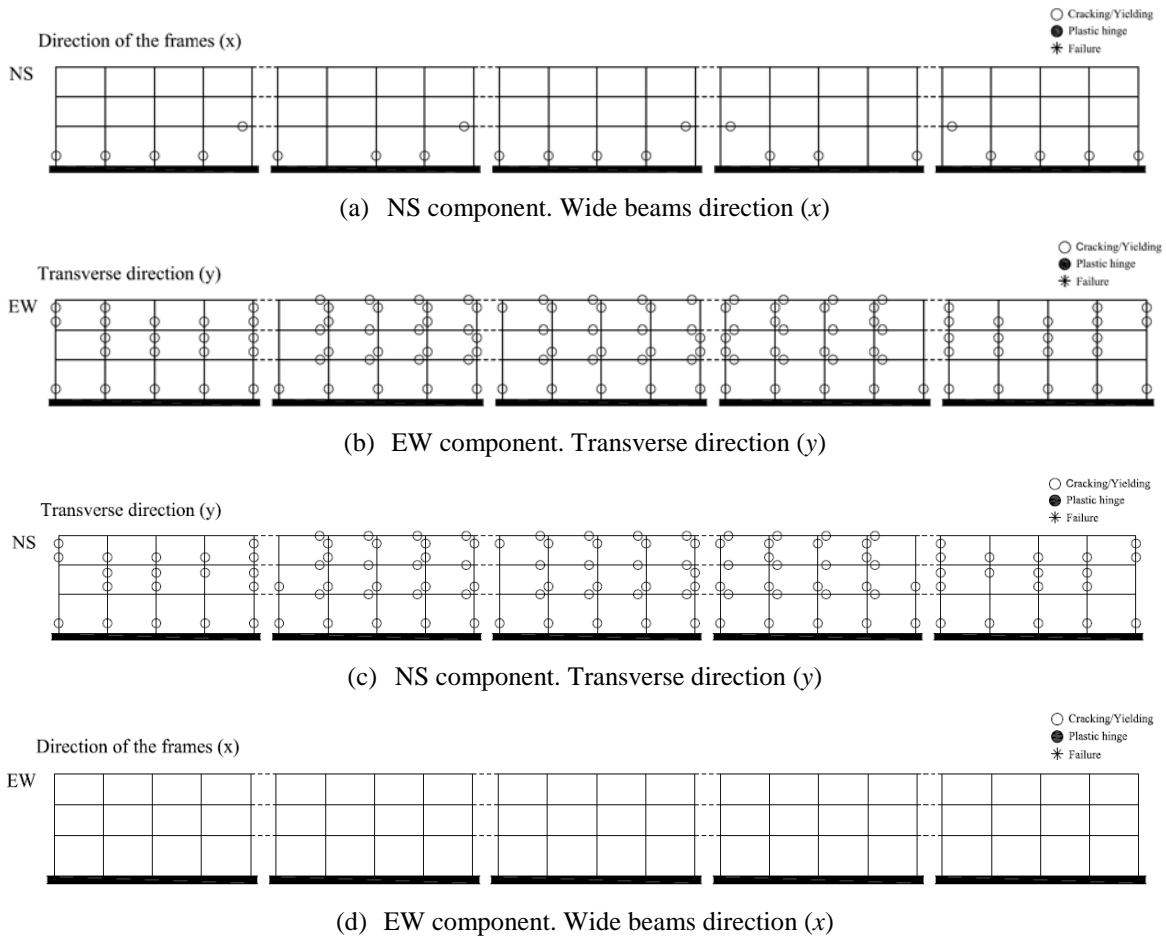 Cracking/Yielding
Plastic hinge
Failure
Direction of the frames (x)
NS
(a) NS component. Wide beams direction (x)
Cracking/Yielding
Plastic hinge
Failure
Transverse direction (y)
EW
(b) EW component. Transverse direction (y)
Cracking/Yielding
Plastic hinge
Failure
Transverse direction (y)
NS
(c) NS component. Transverse direction (y)
Cracking/Yielding
Plastic hinge
Failure
Direction of the frames (x)
EW
(d) EW component. Wide beams direction (x)